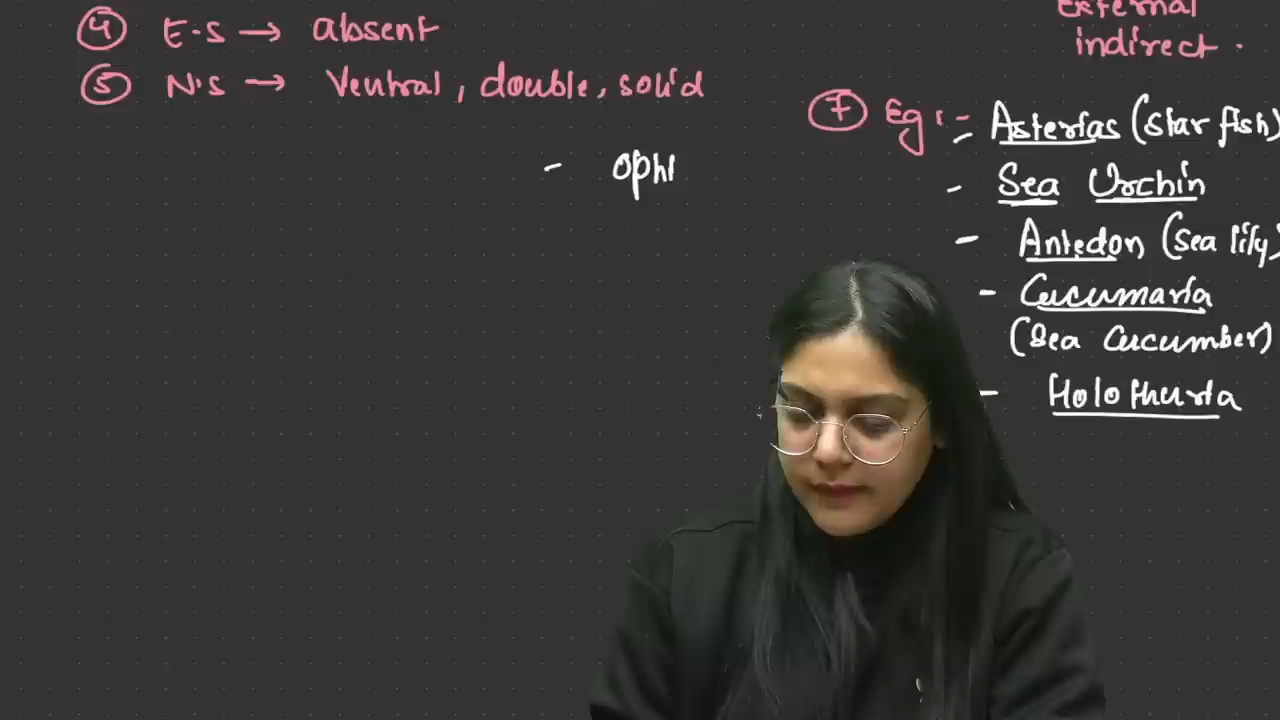 ④ E.S → absent
⑤ N.S → Ventral, double, solid
- Ophi
External
indirect.
⑦ Eg:- - Asterias (Star fish)
- Sea Urchin
- Antedon (Sea lily)
- Cucumaria
(Sea Cucumber)
- Holothuria